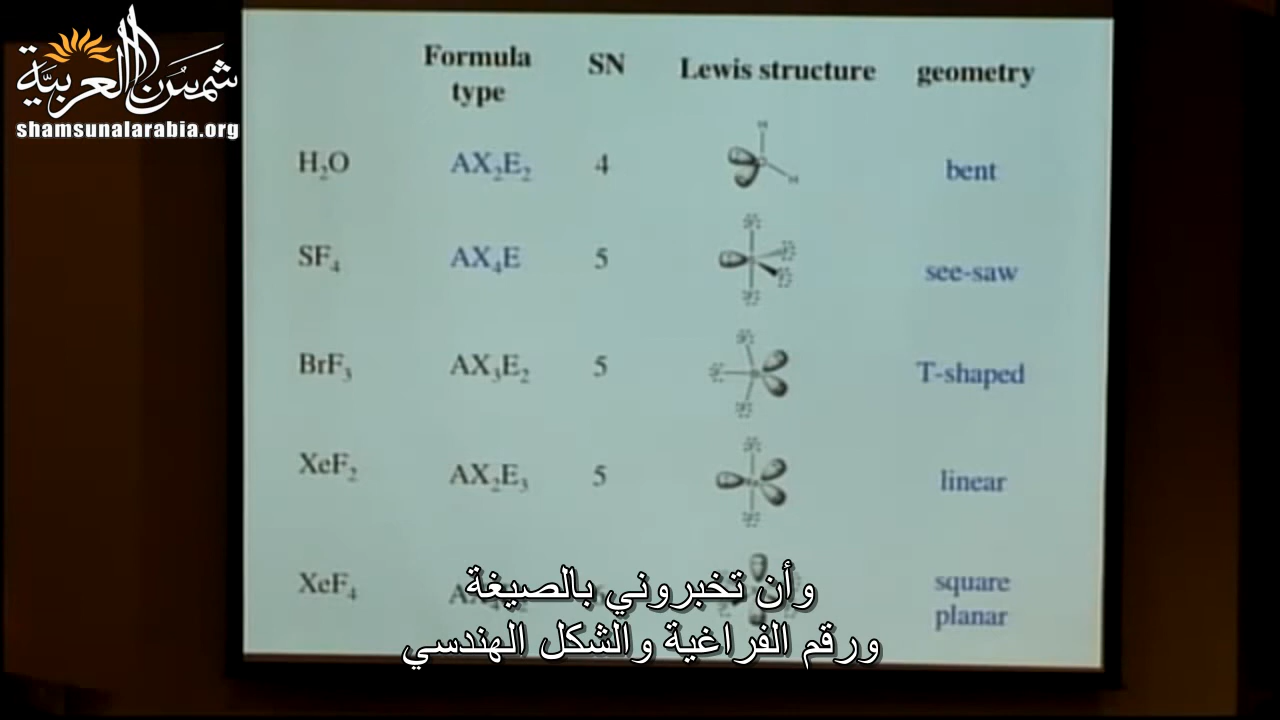 شمس العربية
shamsunalarabia.org
Formula type SN Lewis structure geometry
H₂O AX₂E₂ 4 H H bent
SF₄ AX₄E 5 see-saw
BrF₃ AX₃E₂ 5 T-shaped
XeF₂ AX₂E₃ 5 linear
XeF₄ square planar
وأن تخبروني بالصيغة
ورقم الفراغية والشكل الهندسي